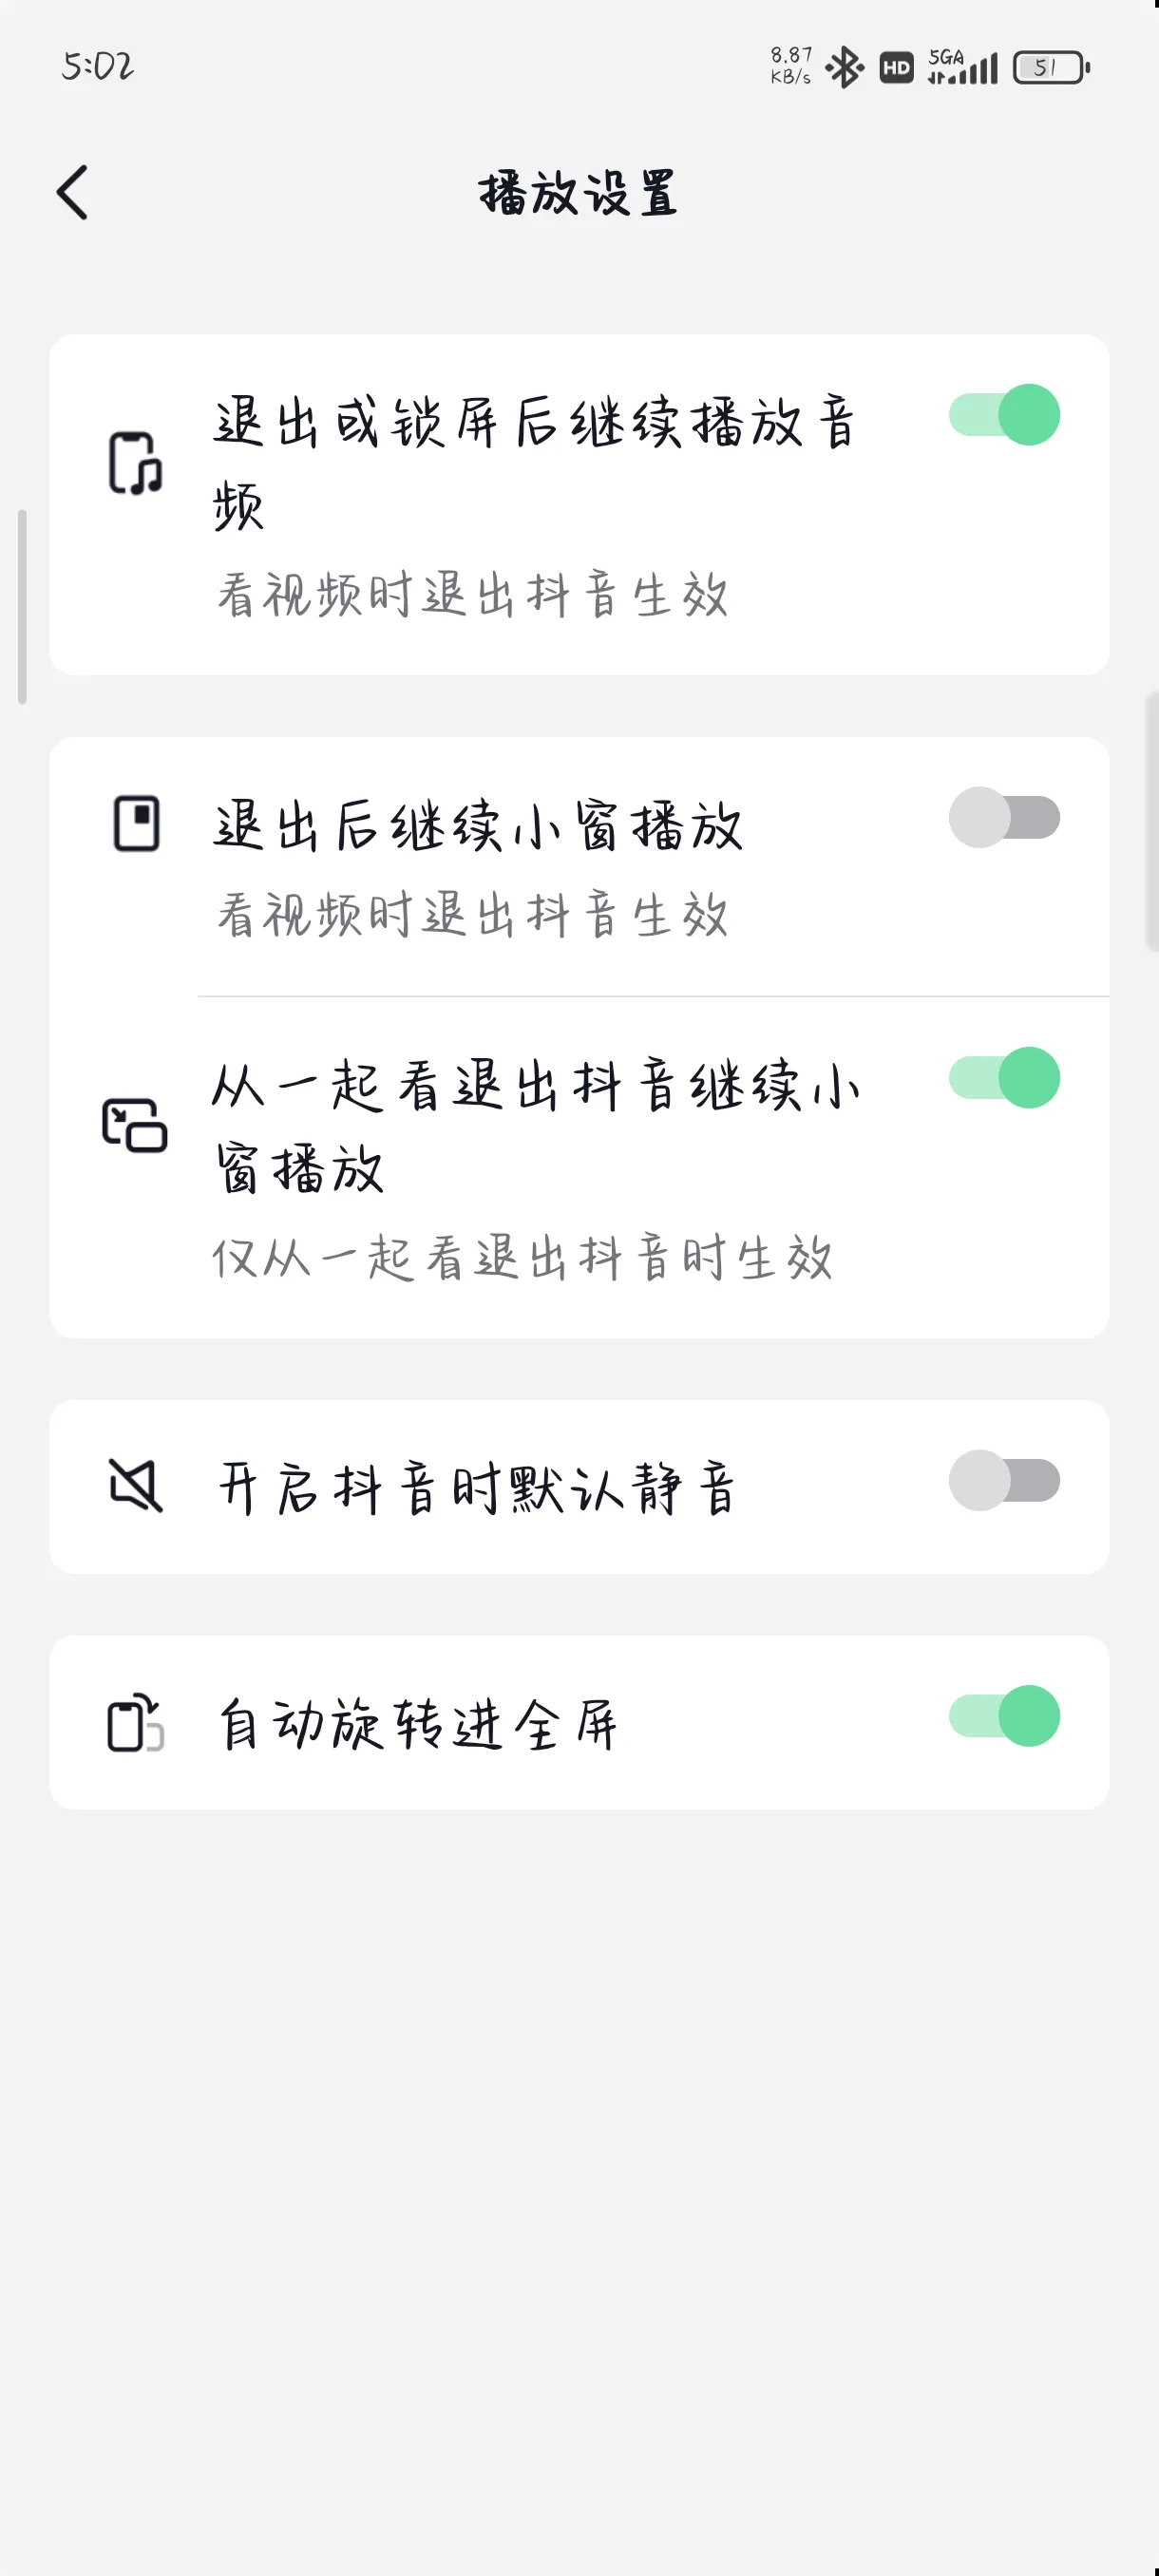 5:02
8.87
KB/s
HD
5GA
51
播放设置
退出或锁屏后继续播放音
频
看视频时退出抖音生效
退出后继续小窗播放
看视频时退出抖音生效
从一起看退出抖音继续小
窗播放
仅从一起看退出抖音时生效
开启抖音时默认静音
自动旋转进全屏